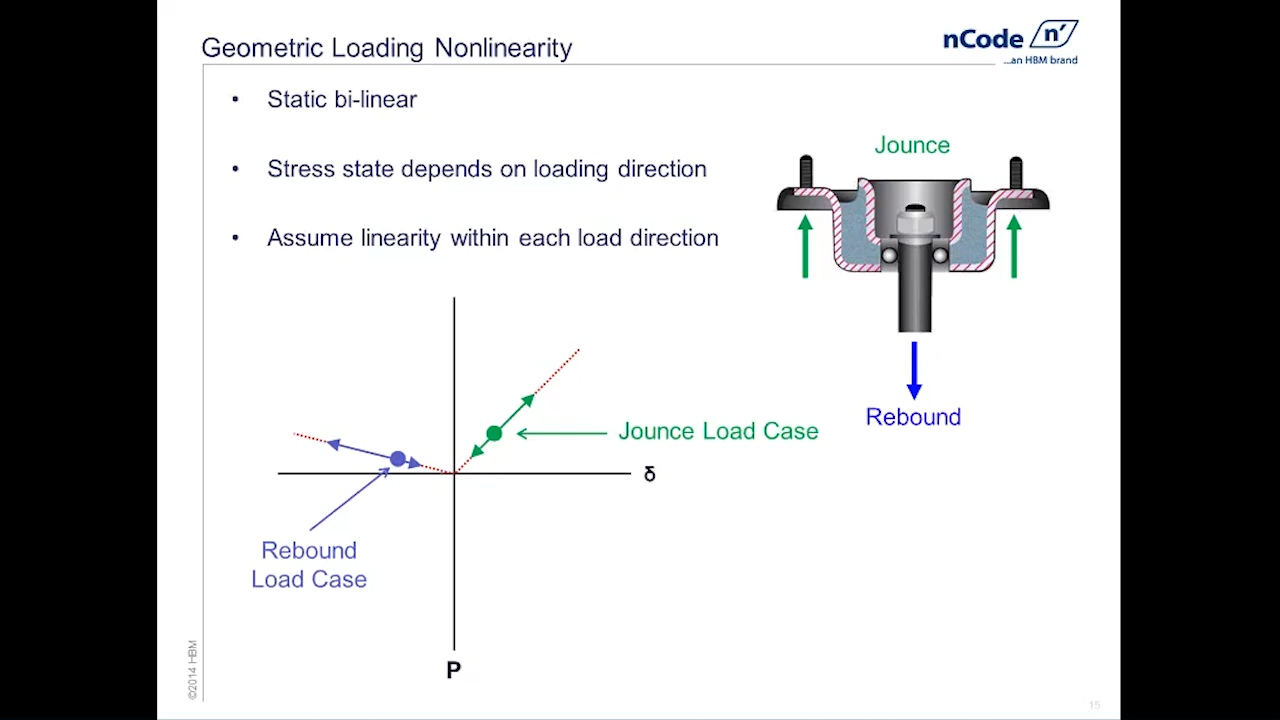 Geometric Loading Nonlinearity
nCode n'
...an HBM brand
• Static bi-linear
• Stress state depends on loading direction
• Assume linearity within each load direction
Jounce
Rebound
Jounce Load Case
δ
Rebound
Load Case
P
©2014 HBM
15